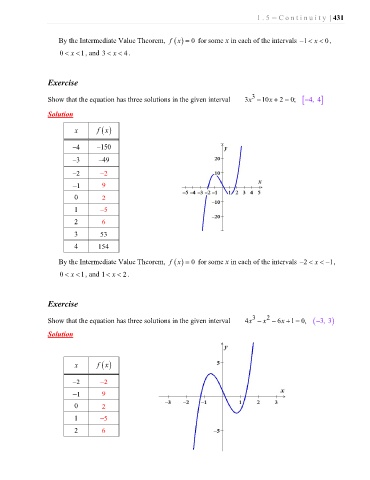 1.5 – Continuity | 431
By the Intermediate Value Theorem, f(x) = 0 for some x in each of the intervals −1 < x < 0,
0 < x < 1, and 3 < x < 4.
Exercise
Show that the equation has three solutions in the given interval 3x³ − 10x + 2 = 0; [−4, 4]
Solution
x f(x)
−4 −150
−3 −49
−2 −2
−1 9
0 2
1 −5
2 6
3 53
4 154
y
20
10
x
−5 −4 −3 −2 −1 1 2 3 4 5
−10
−20
By the Intermediate Value Theorem, f(x) = 0 for some x in each of the intervals −2 < x < −1,
0 < x < 1, and 1 < x < 2.
Exercise
Show that the equation has three solutions in the given interval 4x³ − x² − 6x + 1 = 0, (−3, 3)
Solution
x f(x)
−2 −2
−1 9
0 2
1 −5
2 6
y
5
x
−3 −2 −1 1 2 3
−5